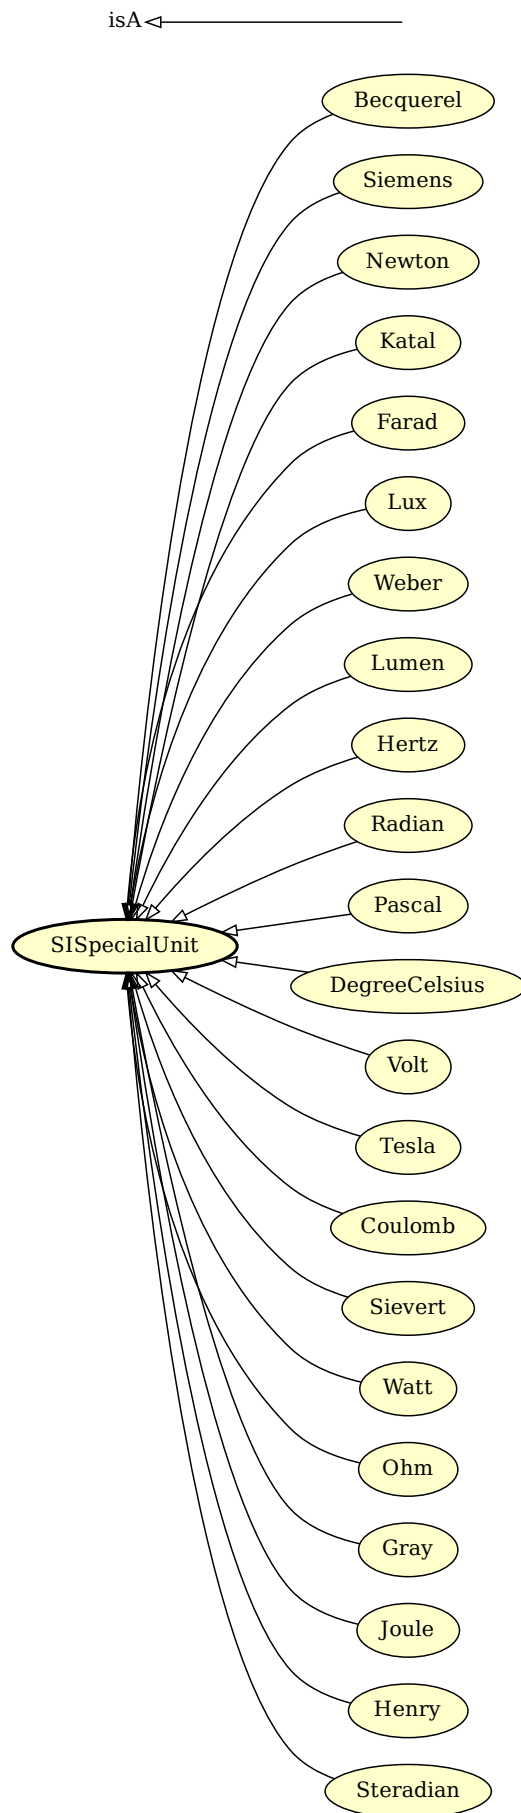 isA
Becquerel
Siemens
Newton
Katal
Farad
Lux
Weber
Lumen
Hertz
Radian
Pascal
SISpecialUnit
DegreeCelsius
Volt
Tesla
Coulomb
Sievert
Watt
Ohm
Gray
Joule
Henry
Steradian